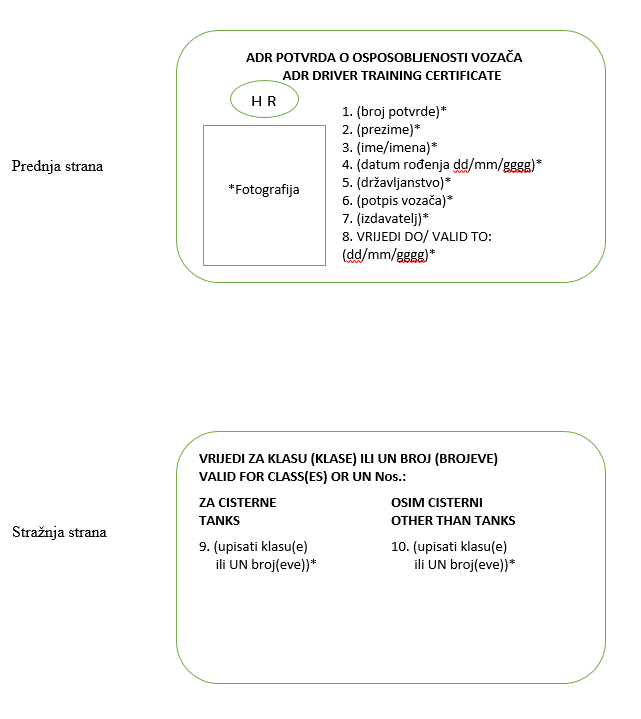 ADR POTVRDA O OSPOSOBLJENOSTI VOZAČA
ADR DRIVER TRAINING CERTIFICATE
H R
Prednja strana
*Fotografija
1. (broj potvrde)*
2. (prezime)*
3. (ime/imena)*
4. (datum rođenja dd/mm/gggg)*
5. (državljanstvo)*
6. (potpis vozača)*
7. (izdavatelj)*
8. VRIJEDI DO/ VALID TO:
(dd/mm/gggg)*
Stražnja strana
VRIJEDI ZA KLASU (KLASE) ILI UN BROJ (BROJEVE)
VALID FOR CLASS(ES) OR UN Nos.:
ZA CISTERNE
TANKS
9. (upisati klasu(e)
ili UN broj(eve))*
OSIM CISTERNI
OTHER THAN TANKS
10. (upisati klasu(e)
ili UN broj(eve))*